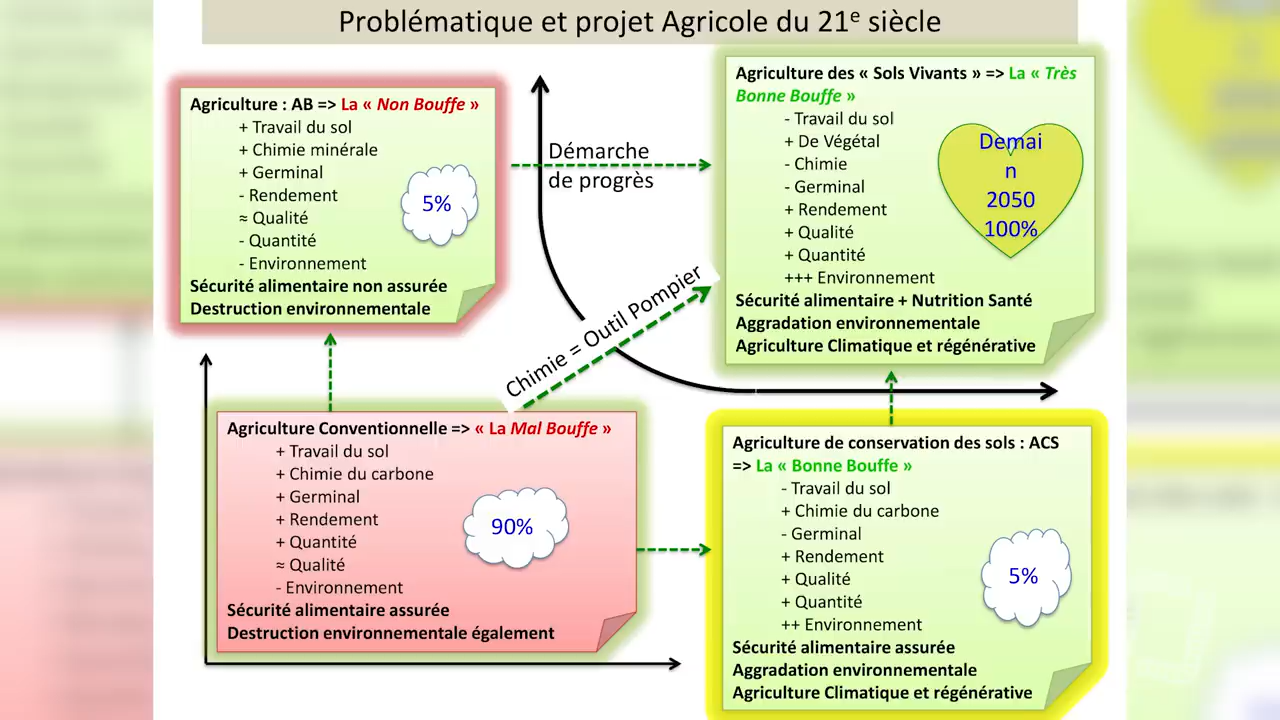 Problématique et projet Agricole du 21e siècle
Agriculture : AB => La « Non Bouffe »
+ Travail du sol
+ Chimie minérale
+ Germinal
- Rendement
≈ Qualité
- Quantité
- Environnement
Sécurité alimentaire non assurée
Destruction environnementale
5%
Démarche
de progrès
Agriculture des « Sols Vivants » => La « Très
Bonne Bouffe »
- Travail du sol
+ De Végétal
- Chimie
- Germinal
+ Rendement
+ Qualité
+ Quantité
+++ Environnement
Sécurité alimentaire + Nutrition Santé
Aggradation environnementale
Agriculture Climatique et régénérative
Demai
n
2050
100%
Chimie = Outil Pompier
Agriculture Conventionnelle => « La Mal Bouffe »
+ Travail du sol
+ Chimie du carbone
+ Germinal
+ Rendement
+ Quantité
≈ Qualité
- Environnement
Sécurité alimentaire assurée
Destruction environnementale également
90%
Agriculture de conservation des sols : ACS
=> La « Bonne Bouffe »
- Travail du sol
+ Chimie du carbone
- Germinal
+ Rendement
+ Qualité
+ Quantité
++ Environnement
Sécurité alimentaire assurée
Aggradation environnementale
Agriculture Climatique et régénérative
5%